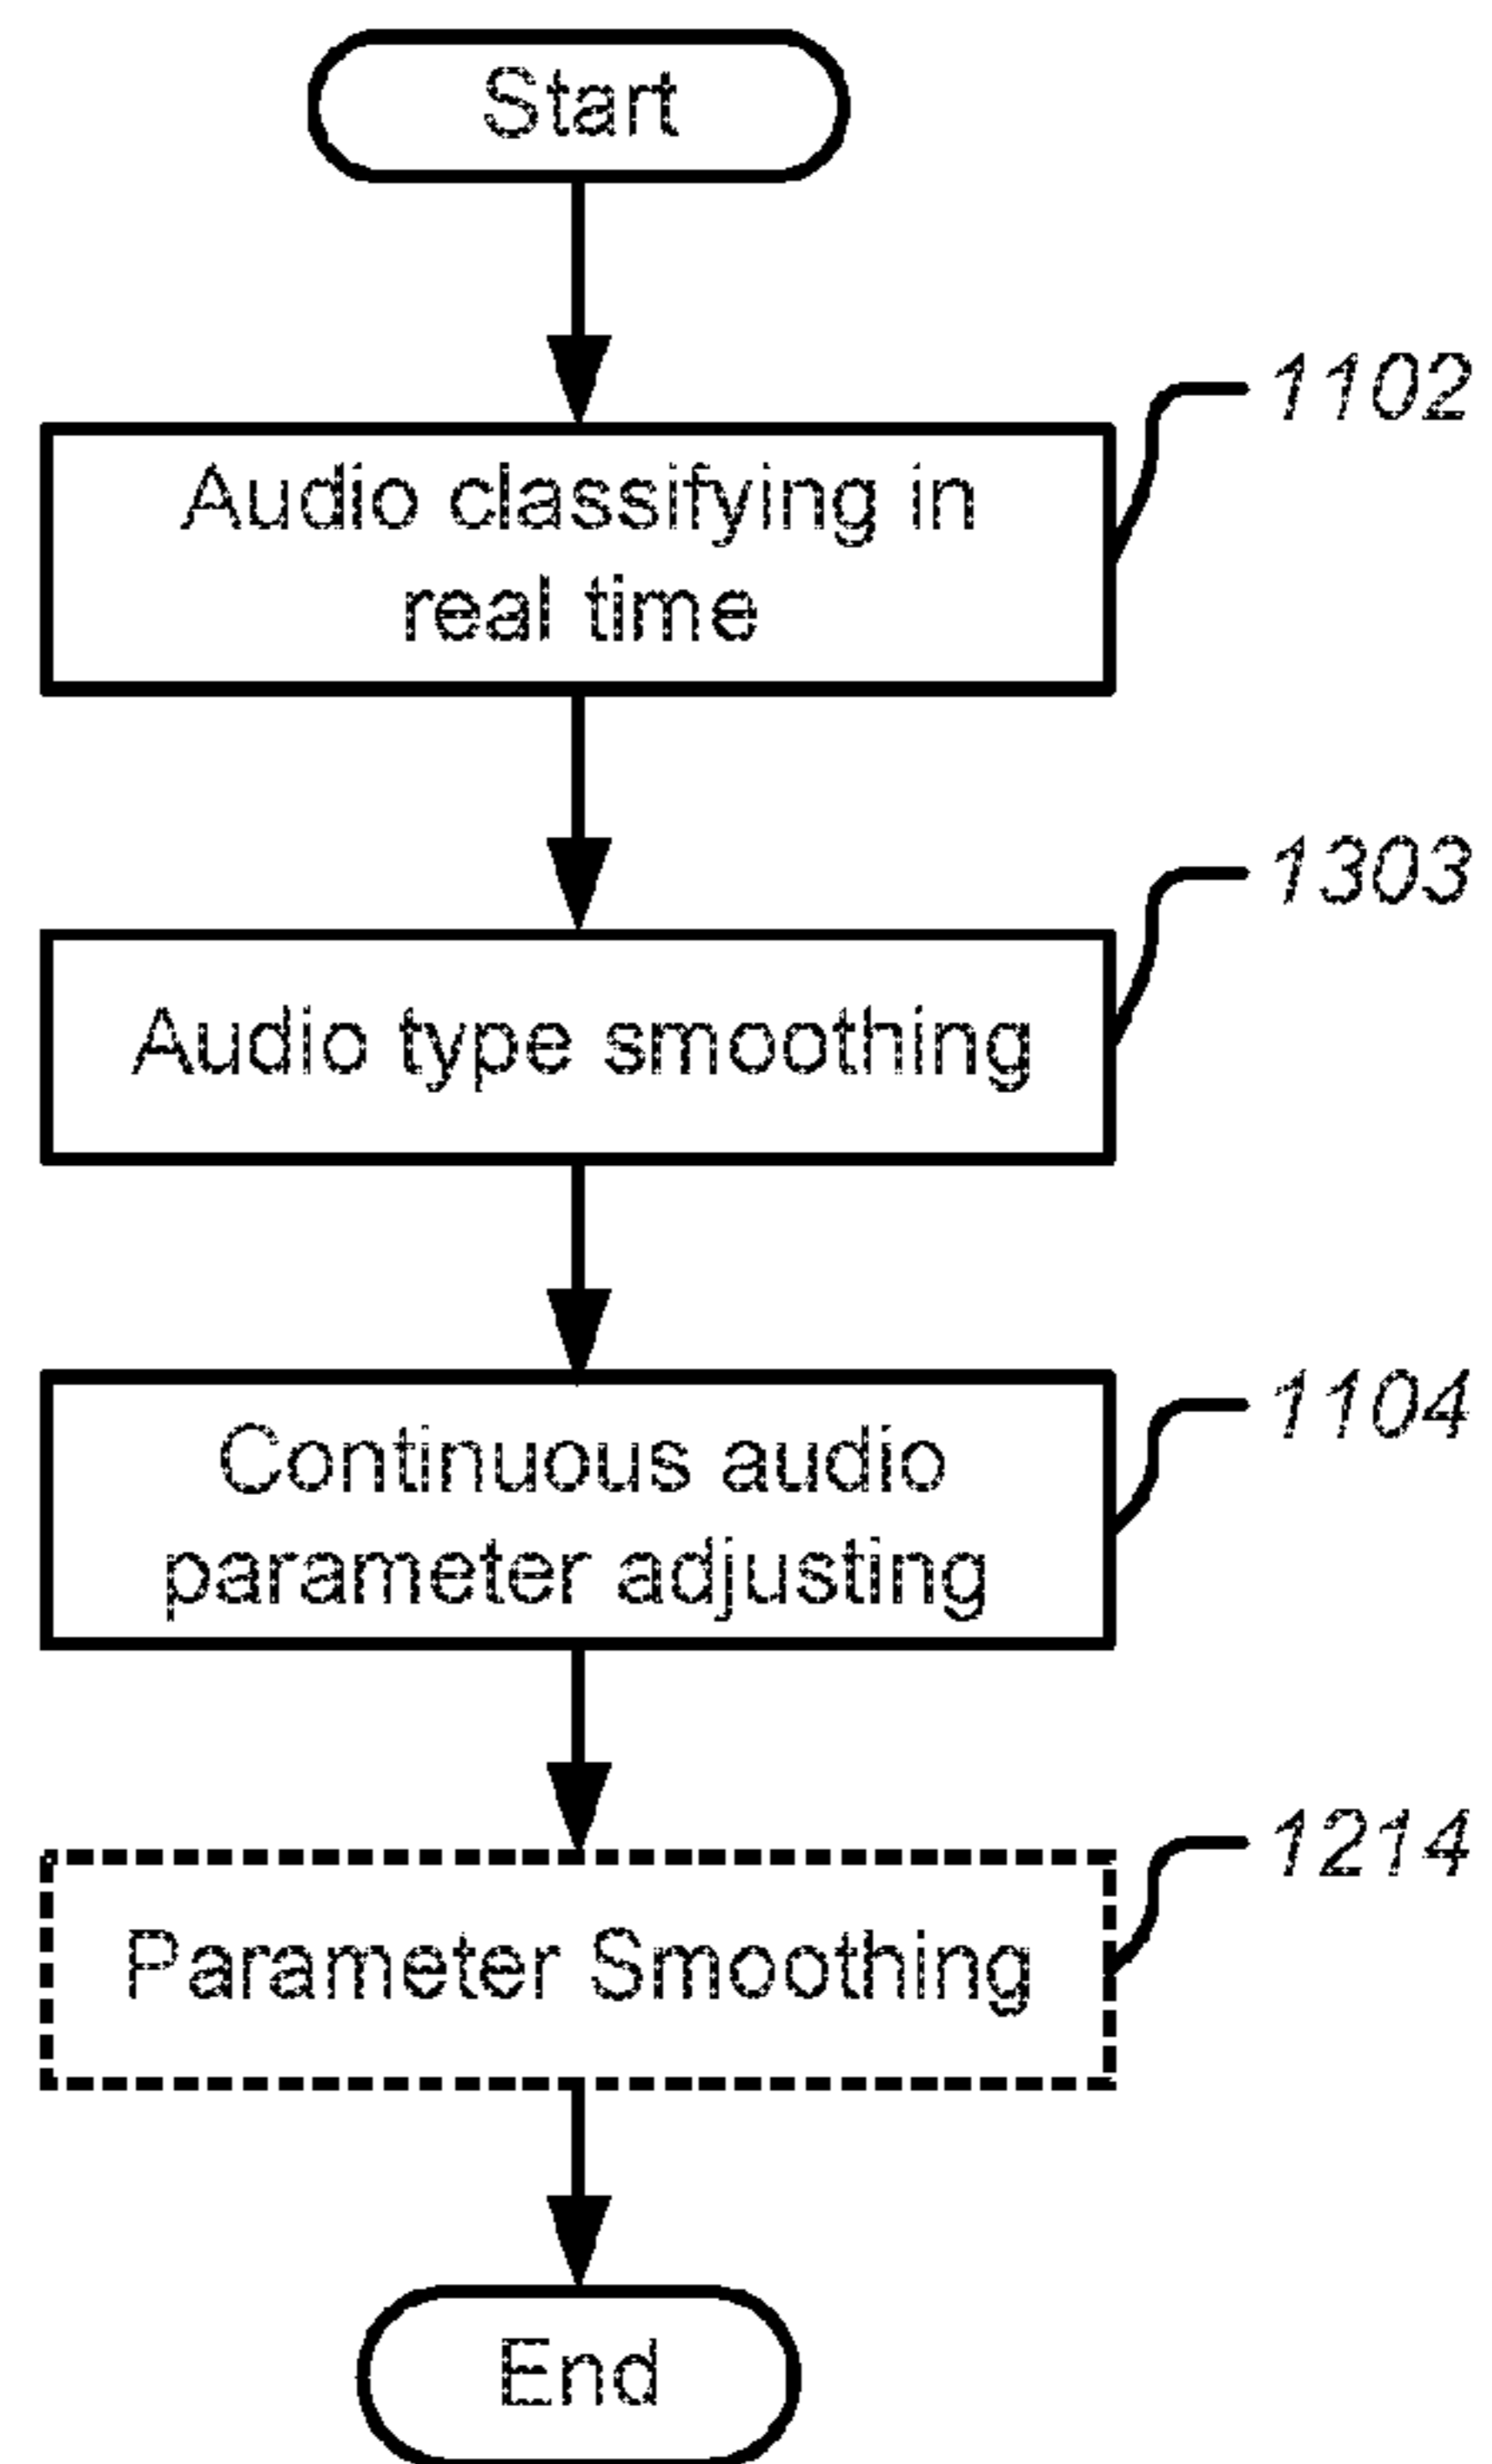 Start
1102
Audio classifying in
real time
1303
Audio type smoothing
1104
Continuous audio
parameter adjusting
1214
Parameter Smoothing
End